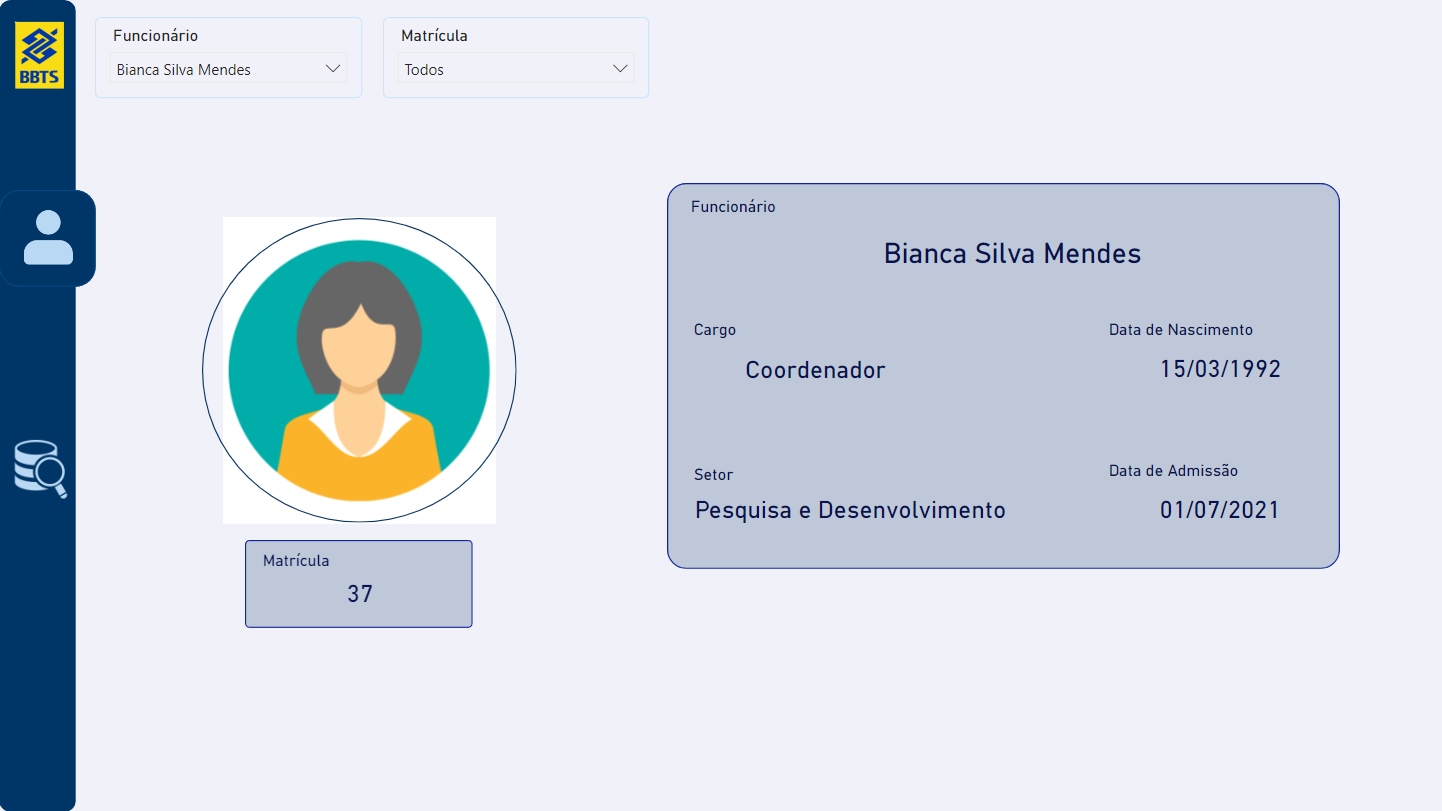 BBTS
Funcionário
Bianca Silva Mendes
Matrícula
Todos
Funcionário
Bianca Silva Mendes
Cargo
Coordenador
Data de Nascimento
15/03/1992
Setor
Pesquisa e Desenvolvimento
Data de Admissão
01/07/2021
Matrícula
37